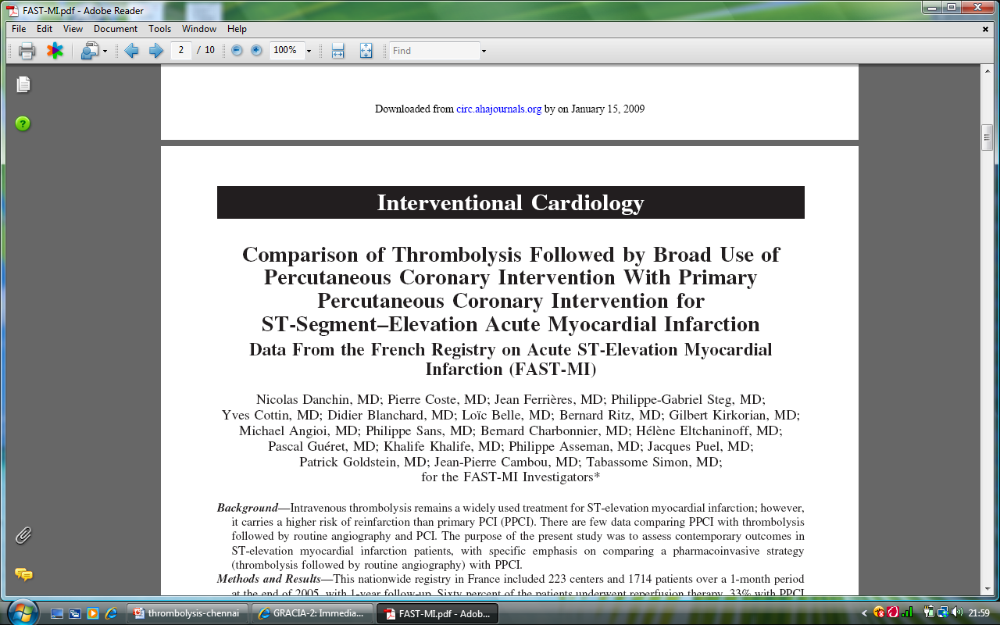 FAST-MI.pdf - Adobe Reader
File Edit View Document Tools Window Help
2 / 10 100% Find
Downloaded from circ.ahajournals.org by on January 15, 2009
Interventional Cardiology
Comparison of Thrombolysis Followed by Broad Use of
Percutaneous Coronary Intervention With Primary
Percutaneous Coronary Intervention for
ST-Segment–Elevation Acute Myocardial Infarction
Data From the French Registry on Acute ST-Elevation Myocardial
Infarction (FAST-MI)
Nicolas Danchin, MD; Pierre Coste, MD; Jean Ferrières, MD; Philippe-Gabriel Steg, MD;
Yves Cottin, MD; Didier Blanchard, MD; Loïc Belle, MD; Bernard Ritz, MD; Gilbert Kirkorian, MD;
Michael Angioi, MD; Philippe Sans, MD; Bernard Charbonnier, MD; Hélène Eltchaninoff, MD;
Pascal Guéret, MD; Khalife Khalife, MD; Philippe Asseman, MD; Jacques Puel, MD;
Patrick Goldstein, MD; Jean-Pierre Cambou, MD; Tabassome Simon, MD;
for the FAST-MI Investigators*
Background—Intravenous thrombolysis remains a widely used treatment for ST-elevation myocardial infarction; however,
it carries a higher risk of reinfarction than primary PCI (PPCI). There are few data comparing PPCI with thrombolysis
followed by routine angiography and PCI. The purpose of the present study was to assess contemporary outcomes in
ST-elevation myocardial infarction patients, with specific emphasis on comparing a pharmacoinvasive strategy
(thrombolysis followed by routine angiography) with PPCI.
Methods and Results—This nationwide registry in France included 223 centers and 1714 patients over a 1-month period
at the end of 2005, with 1-year follow-up. Sixty percent of the patients underwent reperfusion therapy, 33% with PPCI
thrombolysis-chennai GRACIA-2: Immedia... FAST-MI.pdf - Adob... 21:59